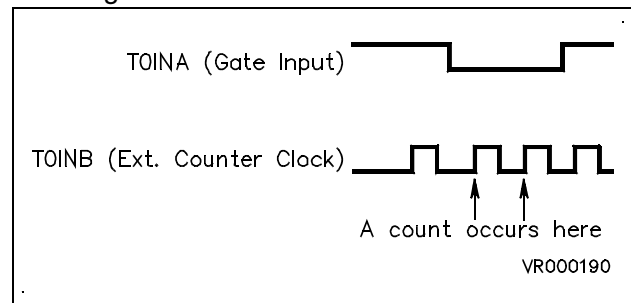 T0INA (Gate Input)
T0INB (Ext. Counter Clock)
A count occurs here
VR000190